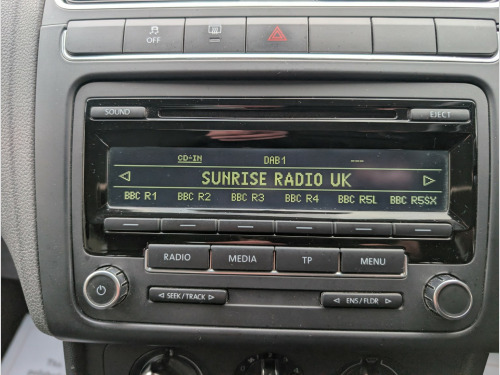 OFF
SOUND EJECT
CD-IN DAB1 ---
SUNRISE RADIO UK
BBC R1 BBC R2 BBC R3 BBC R4 BBC R5L BBC R5SX
RADIO MEDIA TP MENU
SEEK / TRACK ENS / FLDR